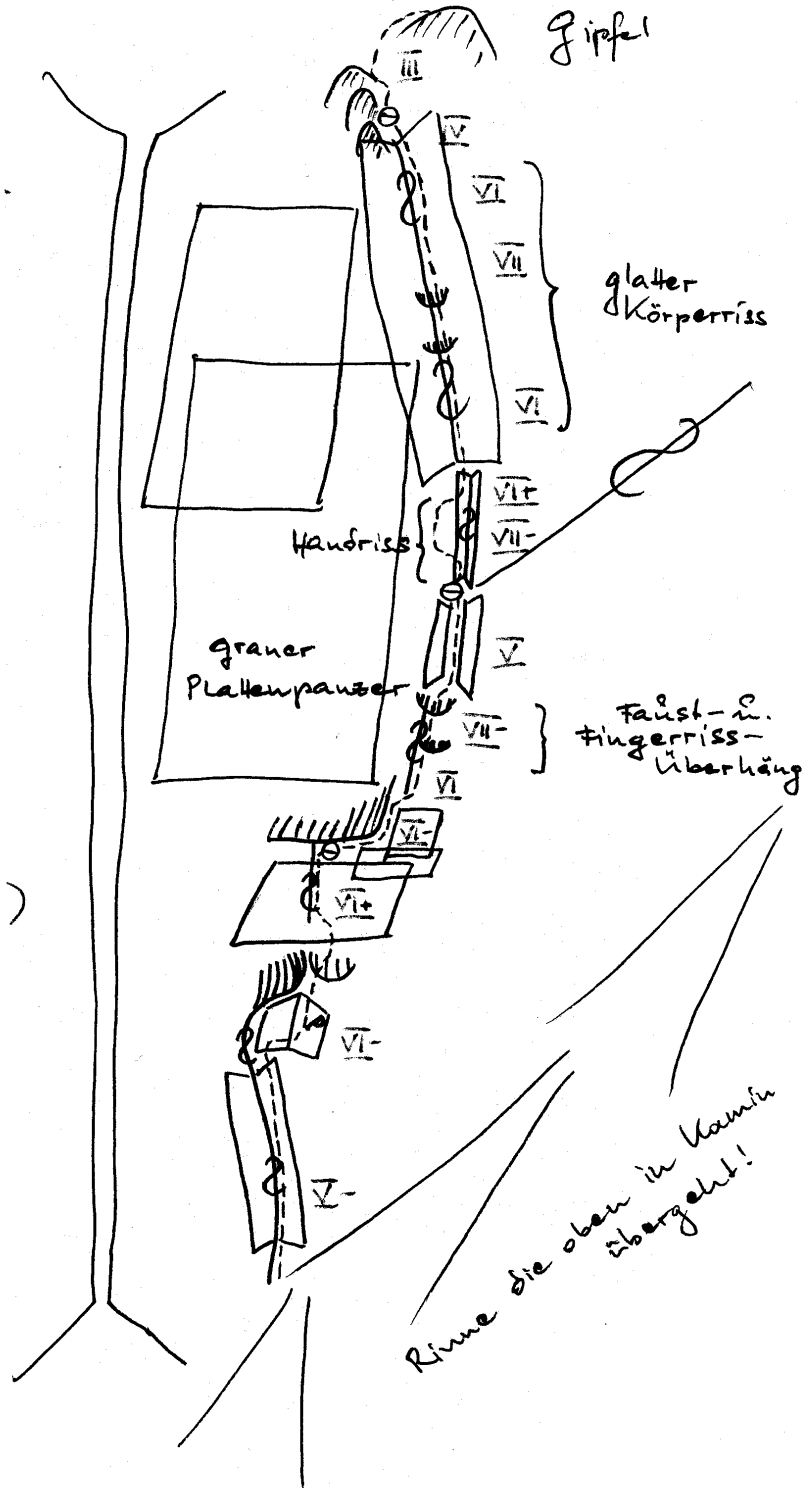 Gipfel
III
IV
VI
VII
glatter
Körperriss
VI
VI+
VII-
Handriss
V
grauer
Plattenpanzer
VII-
Faust- u.
Fingerriss-
Überhang
VI
VI-
VI+
VI-
V-
Rinne die oben in Kamin
übergeht!